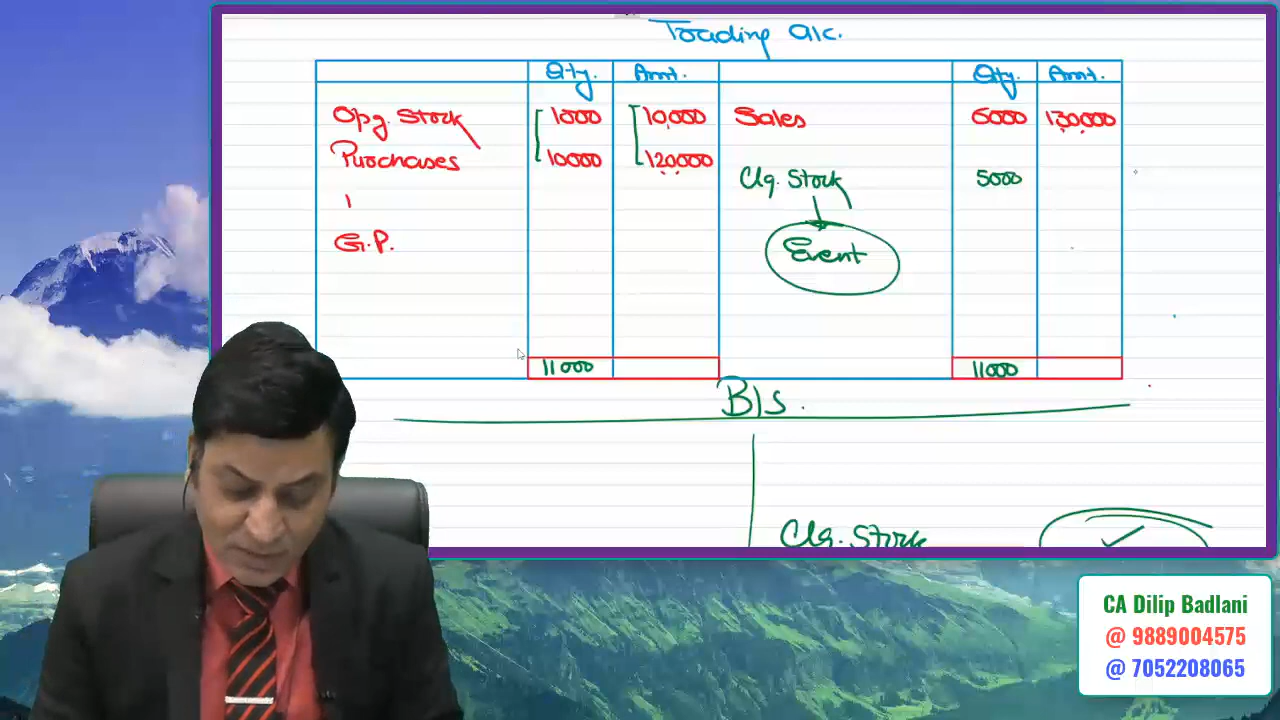 Trading a/c.
Qty. Amt. Qty. Amt.
Opg. Stock 1000 10,000 Sales 6000 130,000
Purchases 10000 120,000
Clg. Stock 5000
G.P. Event
11000 11000
B/S.
Clg. Stock
CA Dilip Badlani
@ 9889004575
@ 7052208065